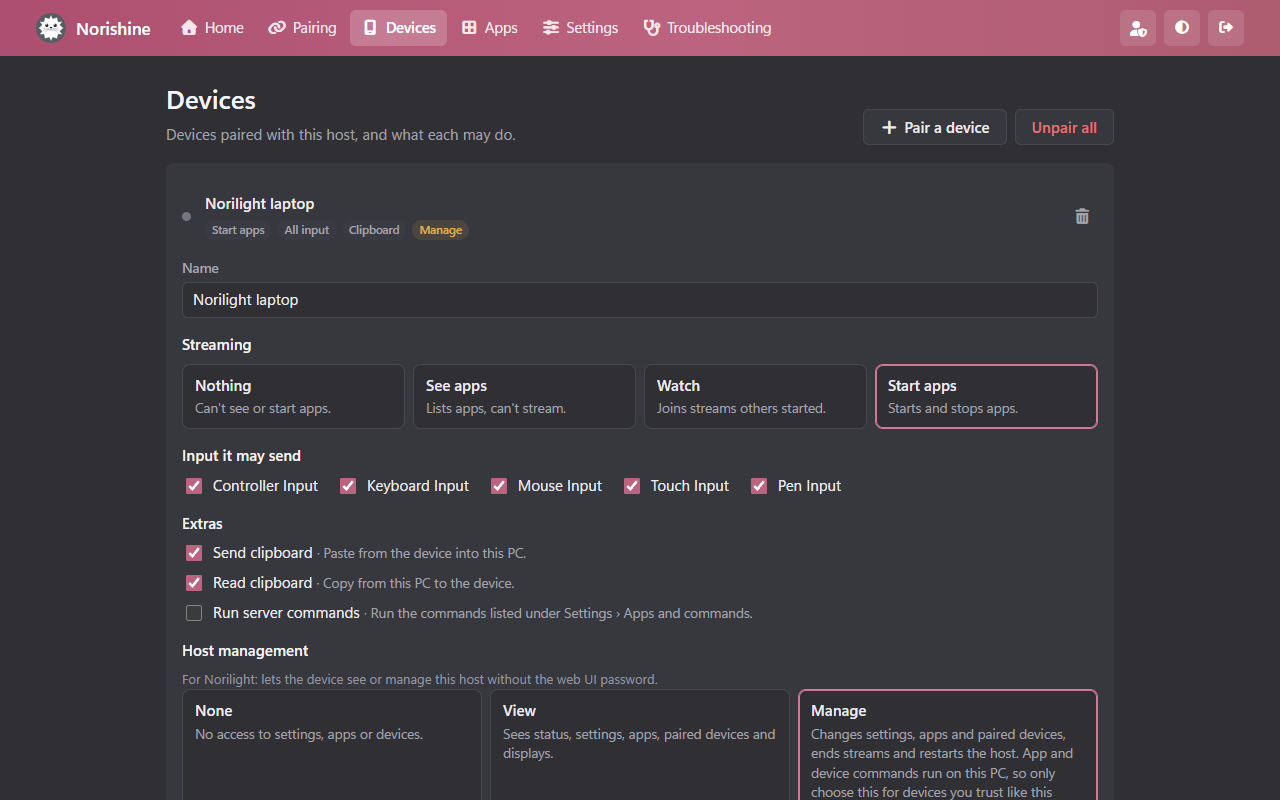 Norishine
Home
Pairing
Devices
Apps
Settings
Troubleshooting
Devices
Devices paired with this host, and what each may do.
Pair a device
Unpair all
Norilight laptop
Start apps
All input
Clipboard
Manage
Name
Norilight laptop
Streaming
Nothing
Can't see or start apps.
See apps
Lists apps, can't stream.
Watch
Joins streams others started.
Start apps
Starts and stops apps.
Input it may send
Controller Input
Keyboard Input
Mouse Input
Touch Input
Pen Input
Extras
Send clipboard · Paste from the device into this PC.
Read clipboard · Copy from this PC to the device.
Run server commands · Run the commands listed under Settings › Apps and commands.
Host management
For Norilight: lets the device see or manage this host without the web UI password.
None
No access to settings, apps or devices.
View
Sees status, settings, apps, paired devices and
displays.
Manage
Changes settings, apps and paired devices,
ends streams and restarts the host. App and
device commands run on this PC, so only
choose this for devices you trust like this